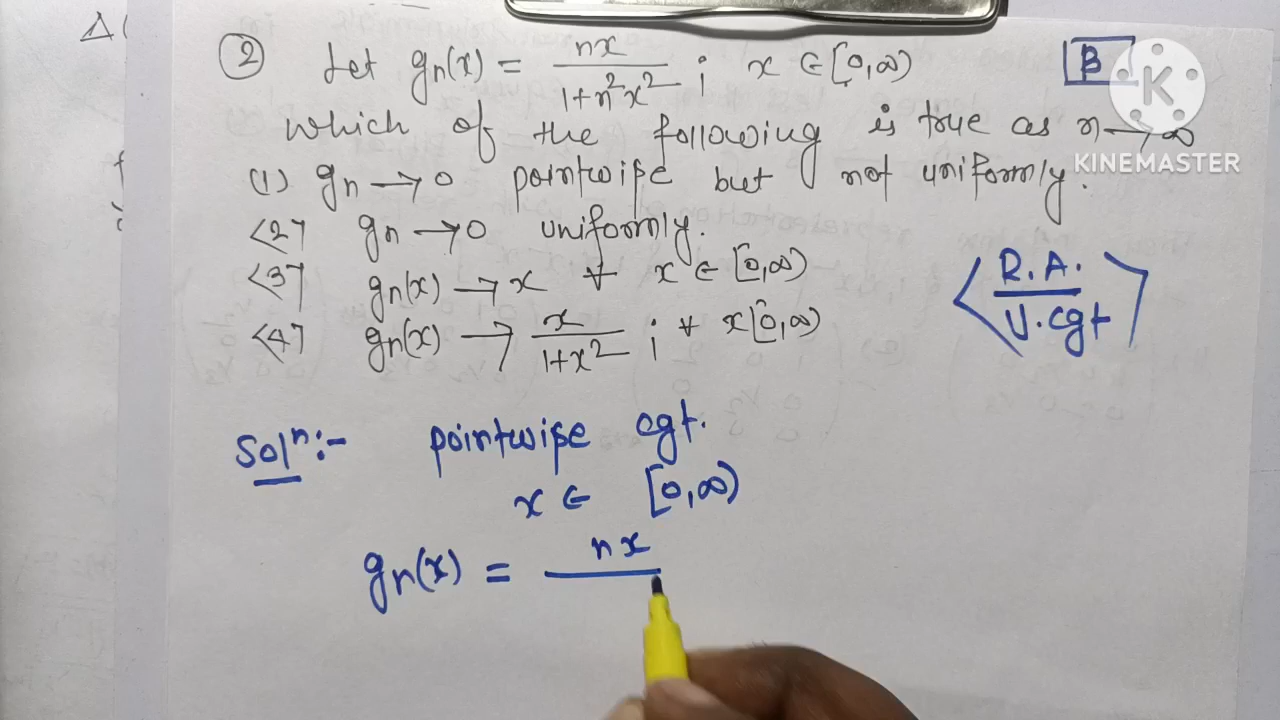 ② Let gn(x) = nx / 1+n²x² ; x ∈ [0,∞) B
Which of the following is true as n → ∞
KINEMASTER
(1) gn → 0 pointwise but not uniformly.
<2> gn → 0 uniformly.
<3> gn(x) → x ∀ x ∈ [0,∞)
<4> gn(x) → x / 1+x² ; ∀ x [0,∞)
R.A. / U.cgt
Solⁿ:- pointwise cgt.
x ∈ [0,∞)
gn(x) = nx